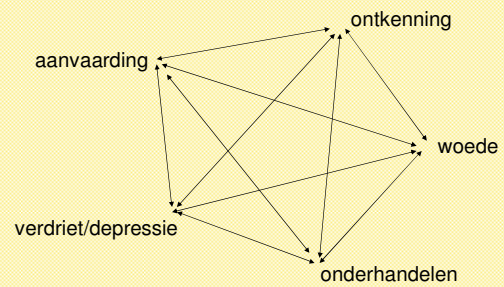 ontkenning
aanvaarding
woede
verdriet/depressie
onderhandelen